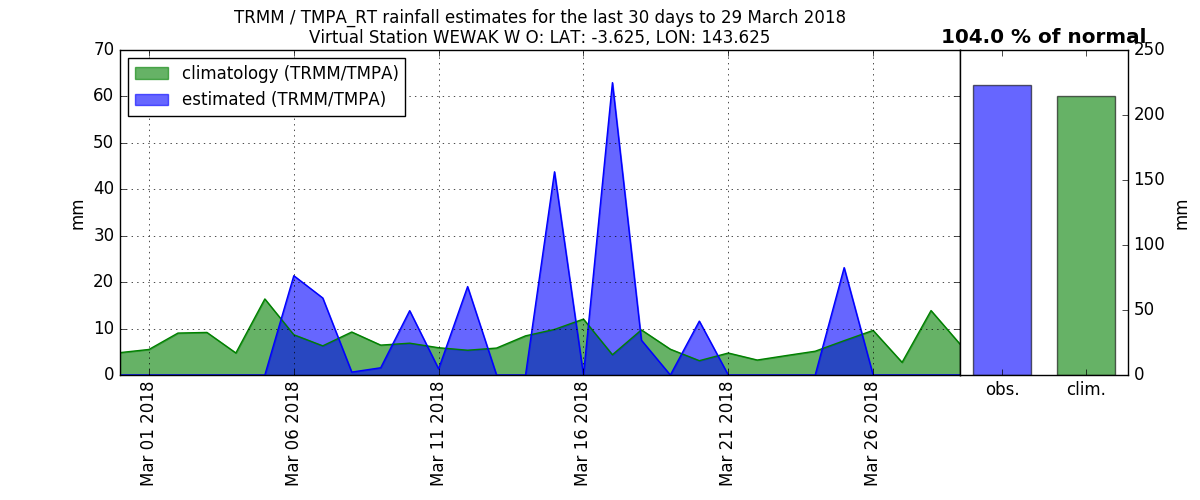 TRMM / TMPA_RT rainfall estimates for the last 30 days to 29 March 2018
Virtual Station WEWAK W O: LAT: -3.625, LON: 143.625
104.0 % of normal
climatology (TRMM/TMPA)
estimated (TRMM/TMPA)
mm
70
60
50
40
30
20
10
0
Mar 01 2018
Mar 06 2018
Mar 11 2018
Mar 16 2018
Mar 21 2018
Mar 26 2018
obs.
clim.
250
200
150
100
50
0
mm